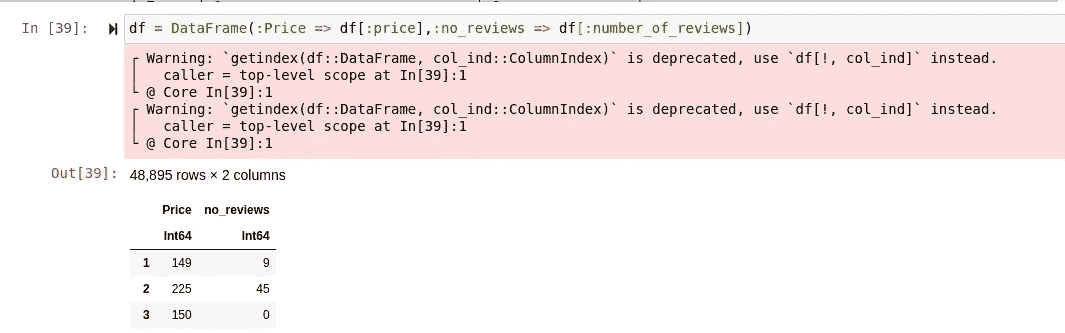 In [39]: df = DataFrame(:Price => df[:price],:no_reviews => df[:number_of_reviews])
┌ Warning: `getindex(df::DataFrame, col_ind::ColumnIndex)` is deprecated, use `df[!, col_ind]` instead.
│   caller = top-level scope at In[39]:1
└ @ Core In[39]:1
┌ Warning: `getindex(df::DataFrame, col_ind::ColumnIndex)` is deprecated, use `df[!, col_ind]` instead.
│   caller = top-level scope at In[39]:1
└ @ Core In[39]:1
Out[39]: 48,895 rows × 2 columns
Price no_reviews
Int64 Int64
1 149 9
2 225 45
3 150 0